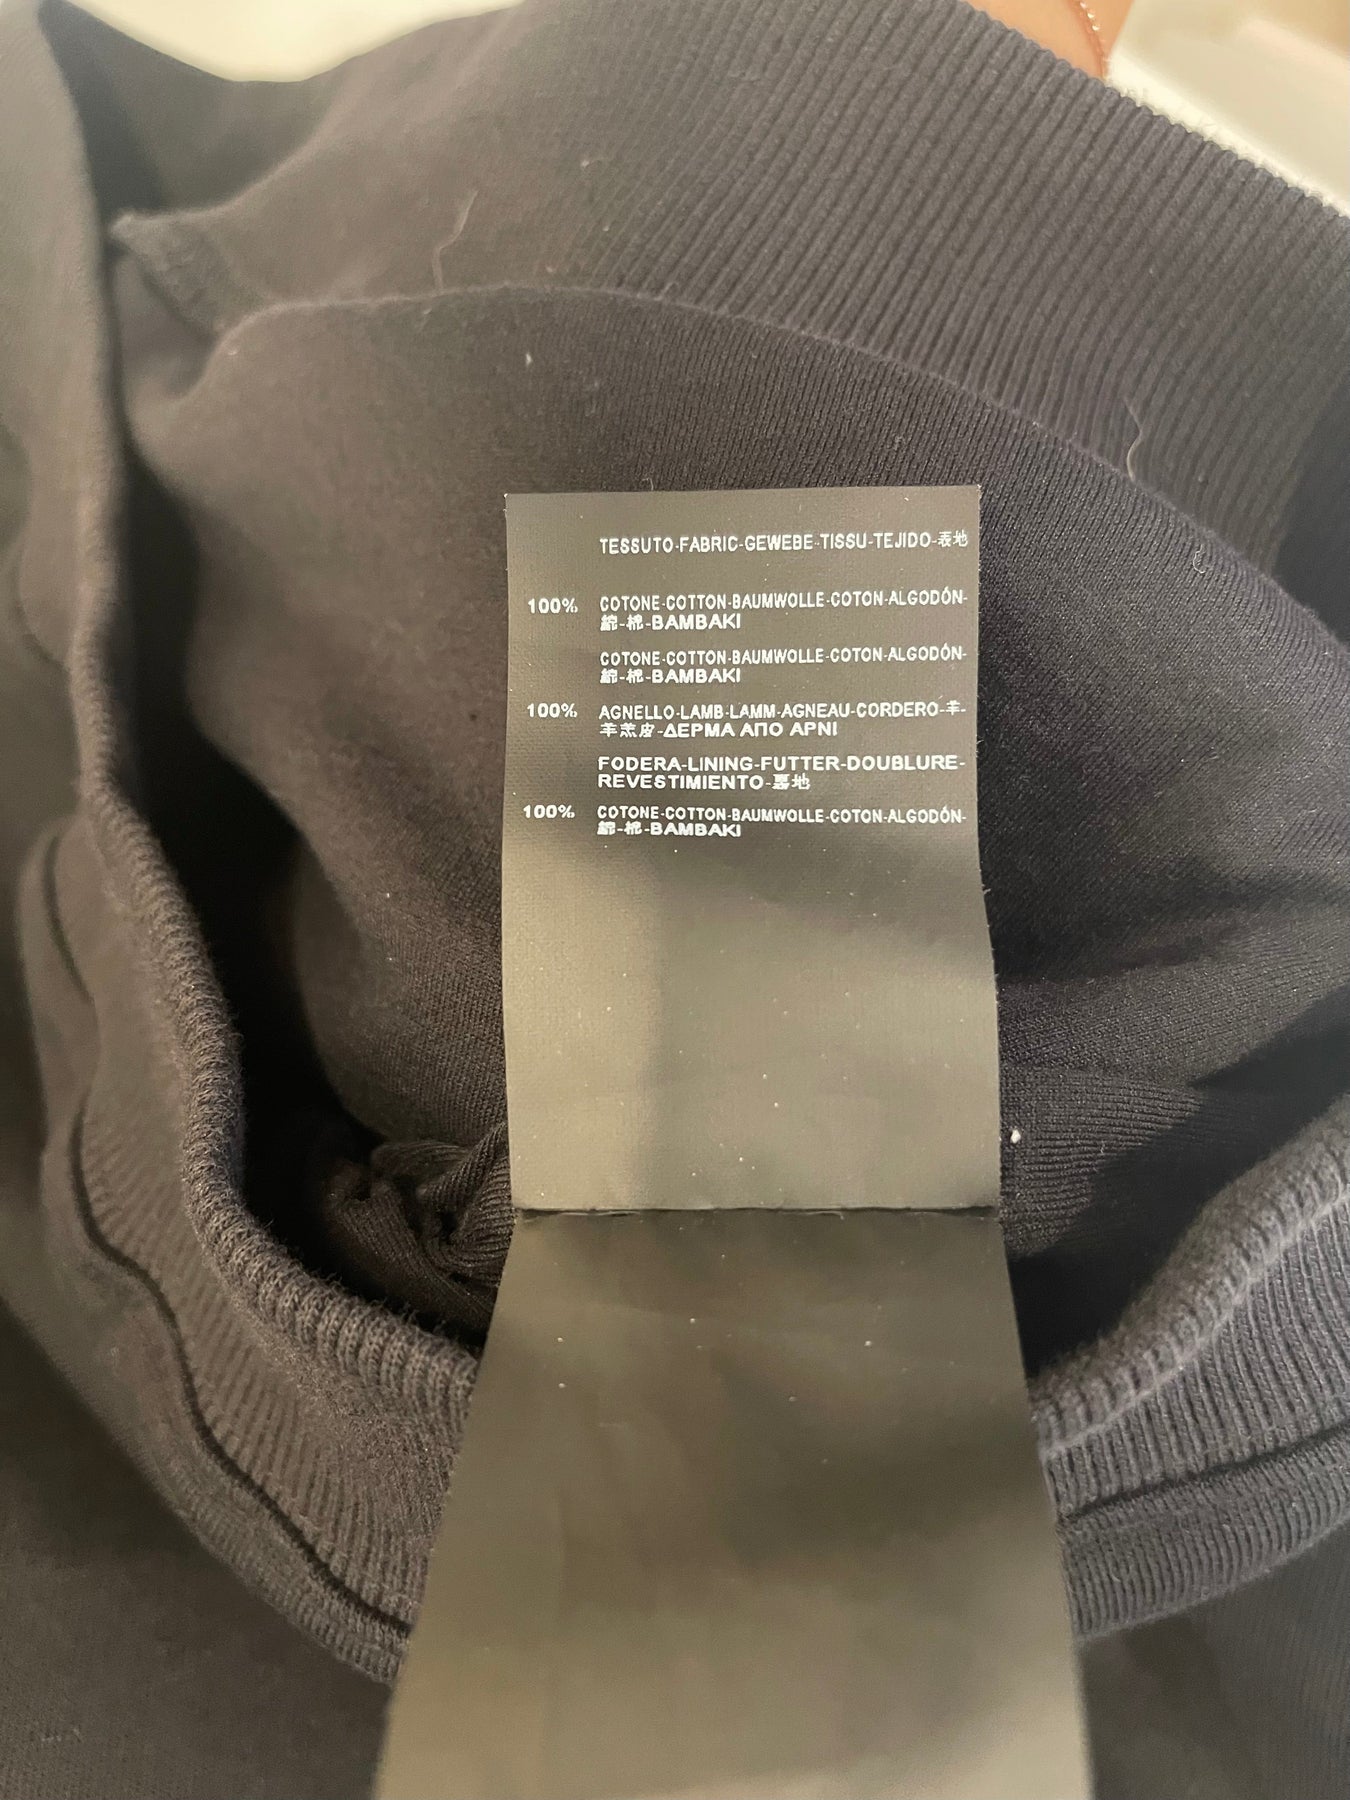 TESSUTO-FABRIC-GEWEBE-TISSU-TEJIDO-表地
100% COTONE-COTTON-BAUMWOLLE-COTON-ALGODÓN-
綿-棉-BAMBAKI
COTONE-COTTON-BAUMWOLLE-COTON-ALGODÓN-
綿-棉-BAMBAKI
100% AGNELLO-LAMB-LAMM-AGNEAU-CORDERO-羊-
羊羔皮-ΔΕΡΜΑ ΑΠΟ ΑΡΝΙ
FODERA-LINING-FUTTER-DOUBLURE-
REVESTIMIENTO-裏地
100% COTONE-COTTON-BAUMWOLLE-COTON-ALGODÓN-
綿-棉-BAMBAKI